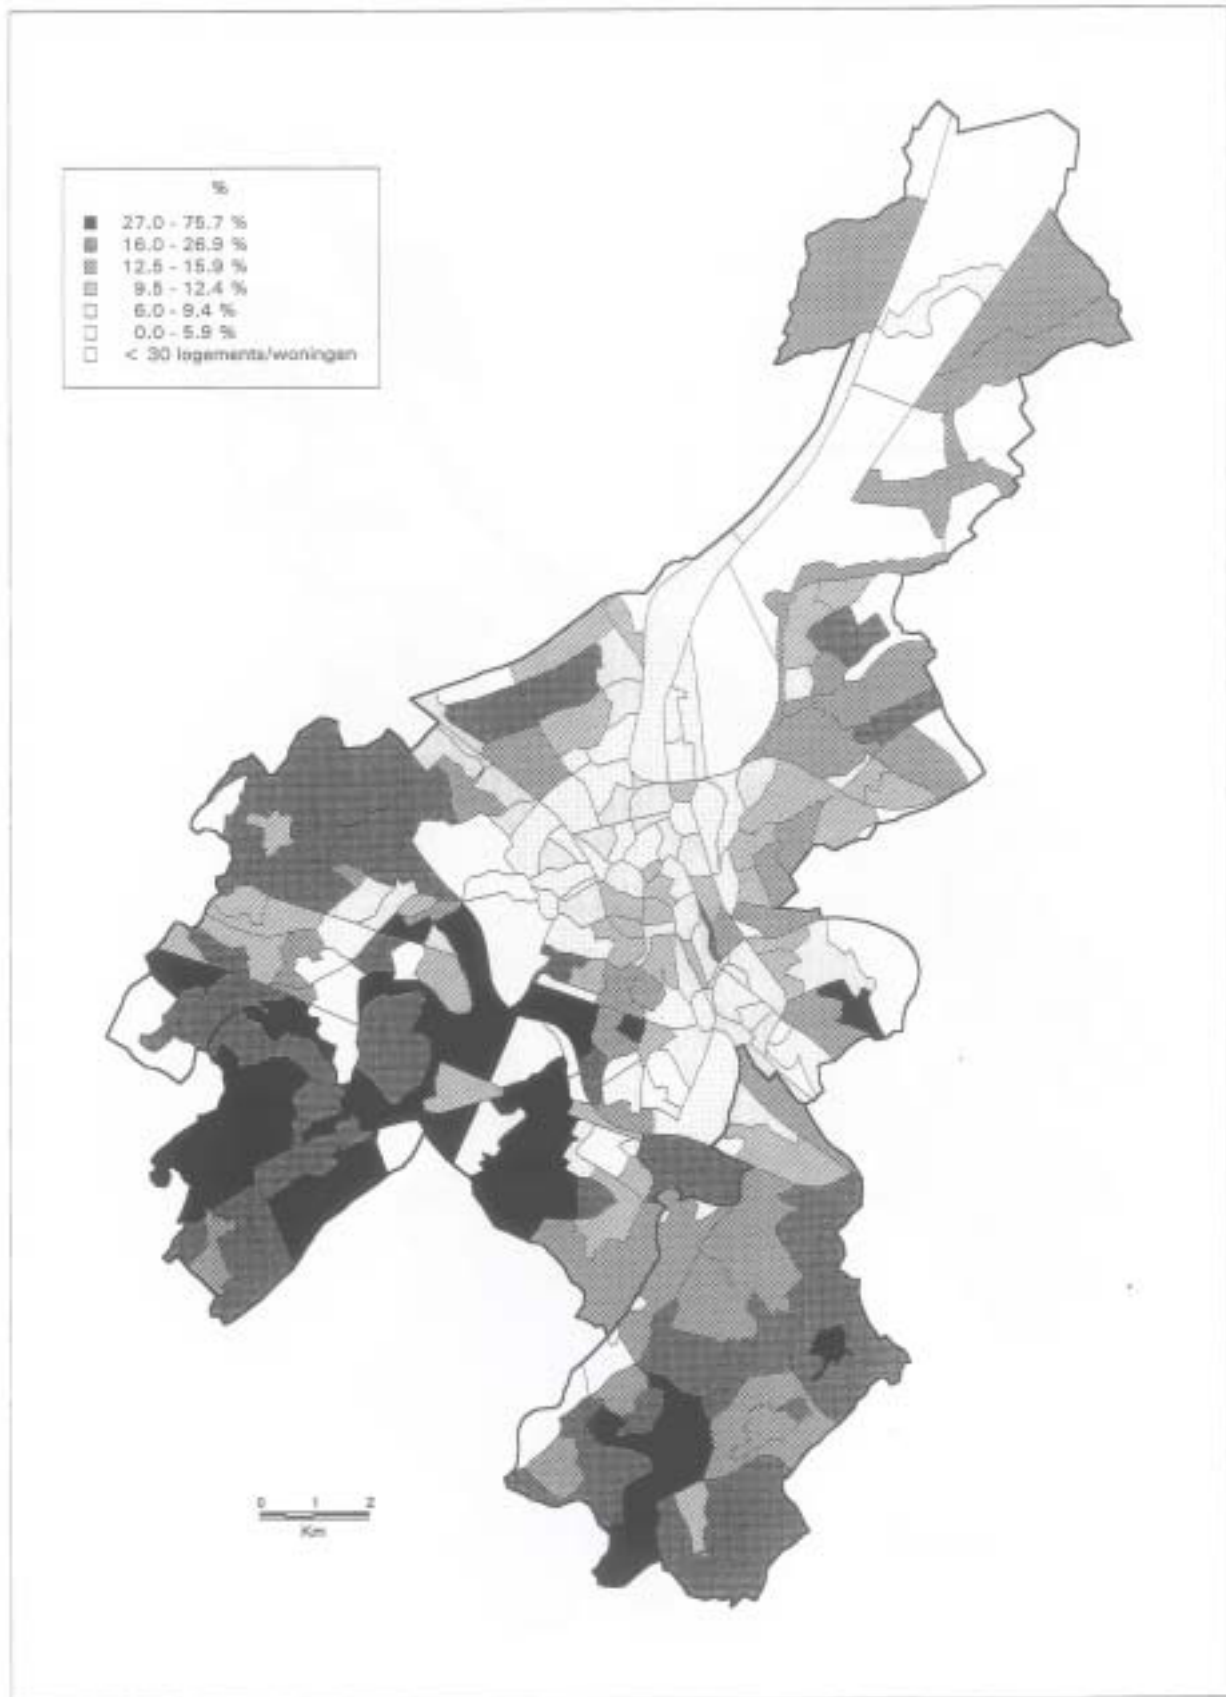 %
27.0 - 75.7 %
16.0 - 26.9 %
12.5 - 15.9 %
9.5 - 12.4 %
6.0 - 9.4 %
0.0 - 5.9 %
< 30 logements/woningen
0 1 2
Km